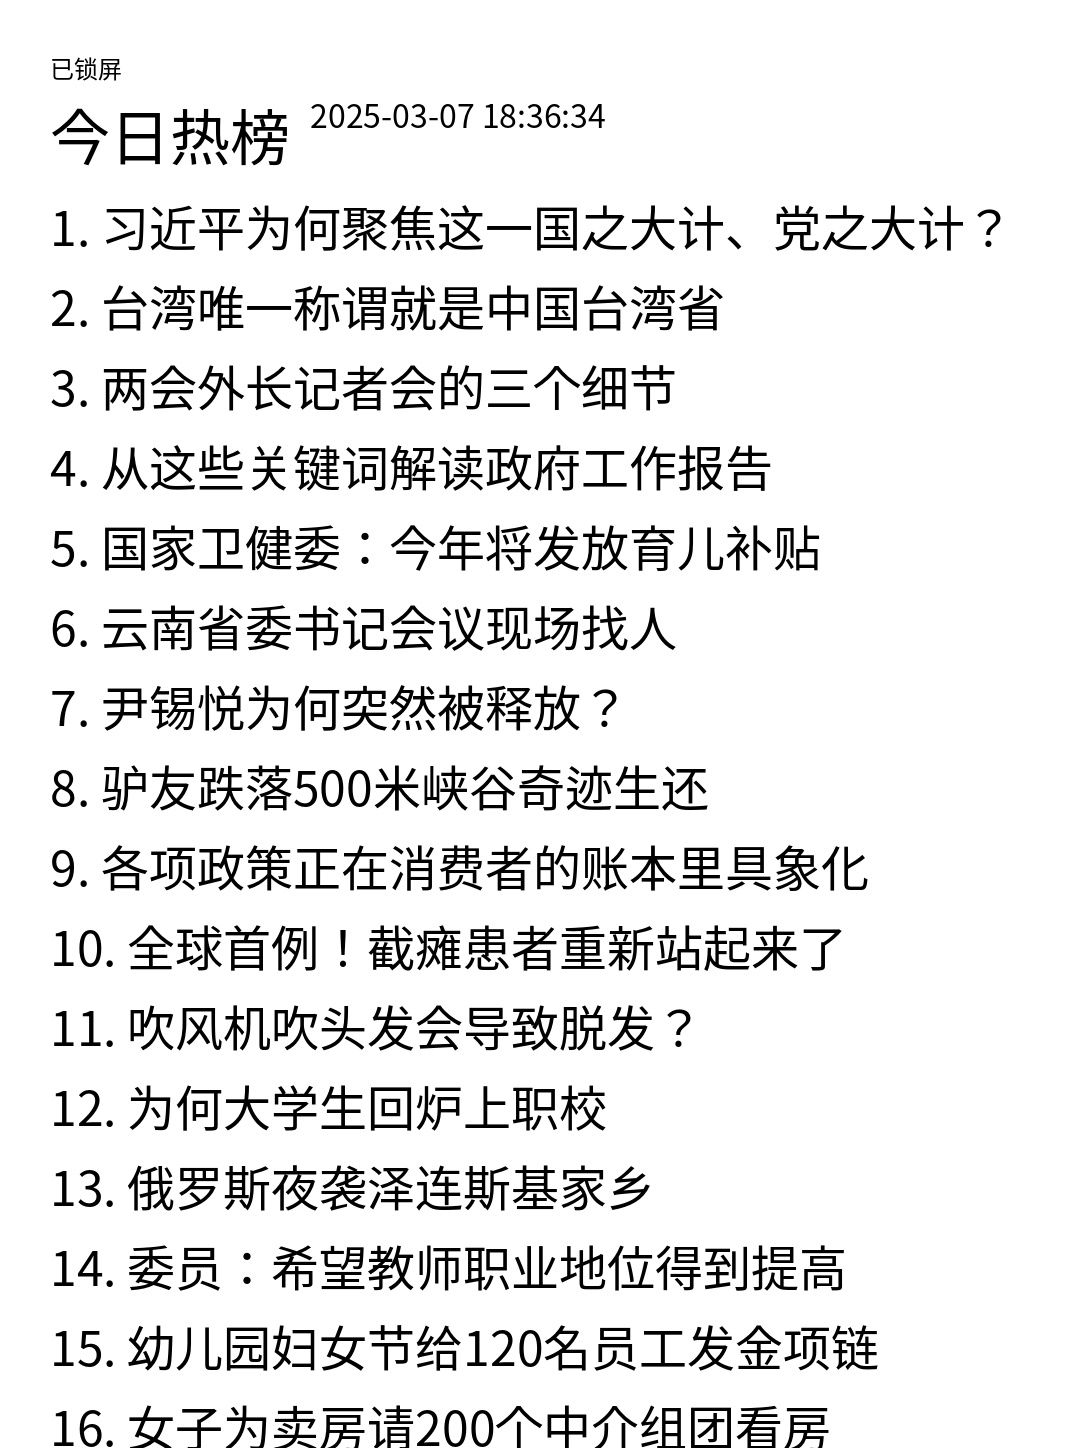 已锁屏
今日热榜 2025-03-07 18:36:34
1. 习近平为何聚焦这一国之大计、党之大计？
2. 台湾唯一称谓就是中国台湾省
3. 两会外长记者会的三个细节
4. 从这些关键词解读政府工作报告
5. 国家卫健委：今年将发放育儿补贴
6. 云南省委书记会议现场找人
7. 尹锡悦为何突然被释放？
8. 驴友跌落500米峡谷奇迹生还
9. 各项政策正在消费者的账本里具象化
10. 全球首例！截瘫患者重新站起来了
11. 吹风机吹头发会导致脱发？
12. 为何大学生回炉上职校
13. 俄罗斯夜袭泽连斯基家乡
14. 委员：希望教师职业地位得到提高
15. 幼儿园妇女节给120名员工发金项链
16. 女子为卖房请200个中介组团看房